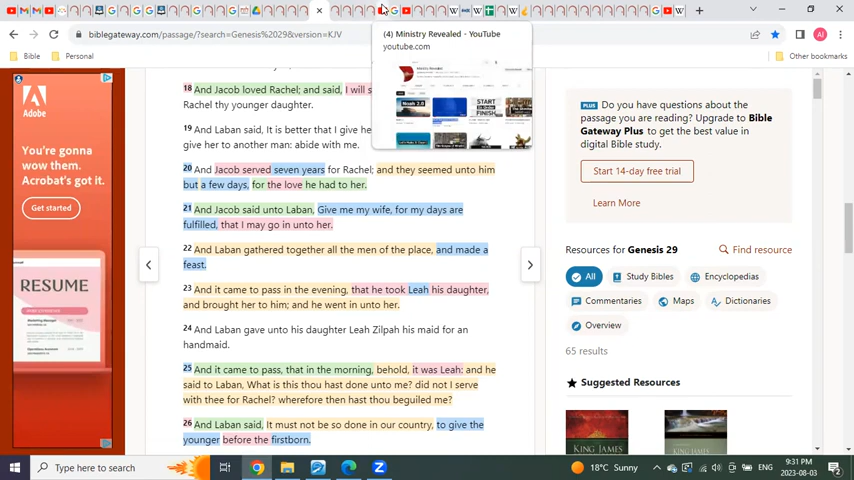 biblegateway.com/passage/?search=Genesis%2029&version=KJV
(4) Ministry Revealed - YouTube
youtube.com
Bible
Personal
Other bookmarks
Adobe
You're gonna
wow them.
Acrobat's got it.
Get started
RESUME
18 And Jacob loved Rachel; and said, I will s
Rachel thy younger daughter.
19 And Laban said, It is better that I give he
give her to another man: abide with me.
20 And Jacob served seven years for Rachel; and they seemed unto him
but a few days, for the love he had to her.
21 And Jacob said unto Laban, Give me my wife, for my days are
fulfilled, that I may go in unto her.
22 And Laban gathered together all the men of the place, and made a
feast.
23 And it came to pass in the evening, that he took Leah his daughter,
and brought her to him; and he went in unto her.
24 And Laban gave unto his daughter Leah Zilpah his maid for an
handmaid.
25 And it came to pass, that in the morning, behold, it was Leah: and he
said to Laban, What is this thou hast done unto me? did not I serve
with thee for Rachel? wherefore then hast thou beguiled me?
26 And Laban said, It must not be so done in our country, to give the
younger before the firstborn.
PLUS Do you have questions about the
passage you are reading? Upgrade to Bible
Gateway Plus to get the best value in
digital Bible study.
Start 14-day free trial
Learn More
Resources for Genesis 29
Find resource
All
Study Bibles
Encyclopedias
Commentaries
Maps
Dictionaries
Overview
65 results
Suggested Resources
KING JAMES
Noah 2.0
START
FINISH
Type here to search
18°C Sunny
ENG
9:31 PM
2023-08-03